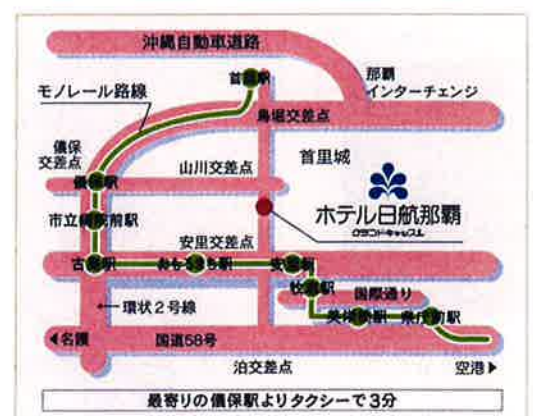 沖縄自動車道路
首里駅
那覇
インターチェンジ
モノレール路線
鳥堀交差点
儀保
交差点
山川交差点
首里城
儀保駅
ホテル日航那覇
グランドキャッスル
市立病院前駅
安里交差点
古島駅
おもろまち駅
安里駅
牧志駅
国際通り
環状2号線
美栄橋駅
県庁前駅
名護
国道58号
泊交差点
空港
最寄りの儀保駅よりタクシーで3分